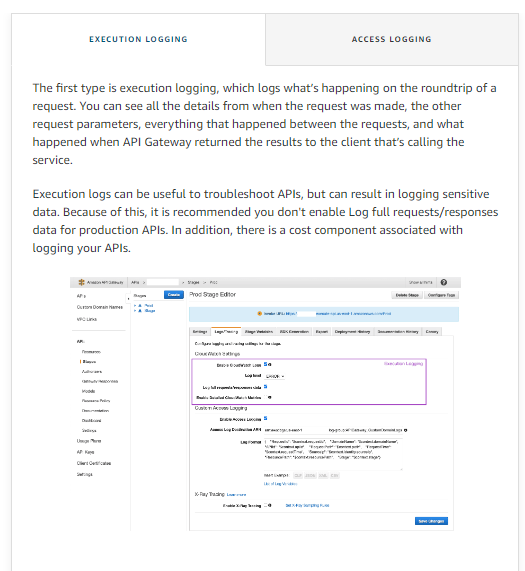 EXECUTION LOGGING
ACCESS LOGGING
The first type is execution logging, which logs what's happening on the roundtrip of a
request. You can see all the details from when the request was made, the other
request parameters, everything that happened between the requests, and what
happened when API Gateway returned the results to the client that's calling the
service.
Execution logs can be useful to troubleshoot APIs, but can result in logging sensitive
data. Because of this, it is recommended you don't enable Log full requests/responses
data for production APIs. In addition, there is a cost component associated with
logging your APIs.
Amazon API Gateway
APIs
Stages
Prod
APIs
Custom Domain Names
VPC Links
API:
Resources
Stages
Authorizers
Gateway Responses
Models
Resource Policy
Documentation
Dashboard
Settings
Usage Plans
API Keys
Client Certificates
Settings
Stages
Create
Prod
Stage
Prod Stage Editor
Delete Stage
Configure Tags
Invoke URL: https://
Settings
Logs/Tracing
Stage Variables
SDK Generation
Export
Deployment History
Documentation History
Canary
Configure logging and tracing settings for the stage.
CloudWatch Settings
Execution Logging
Enable CloudWatch Logs
Log level
ERROR
Log full requests/responses data
Enable Detailed CloudWatch Metrics
Custom Access Logging
Enable Access Logging
Access Log Destination ARN
Log Format
Insert Example:
X-Ray Tracing
Learn more
Enable X-Ray Tracing
Set X-Ray Sampling Rules
Save Changes